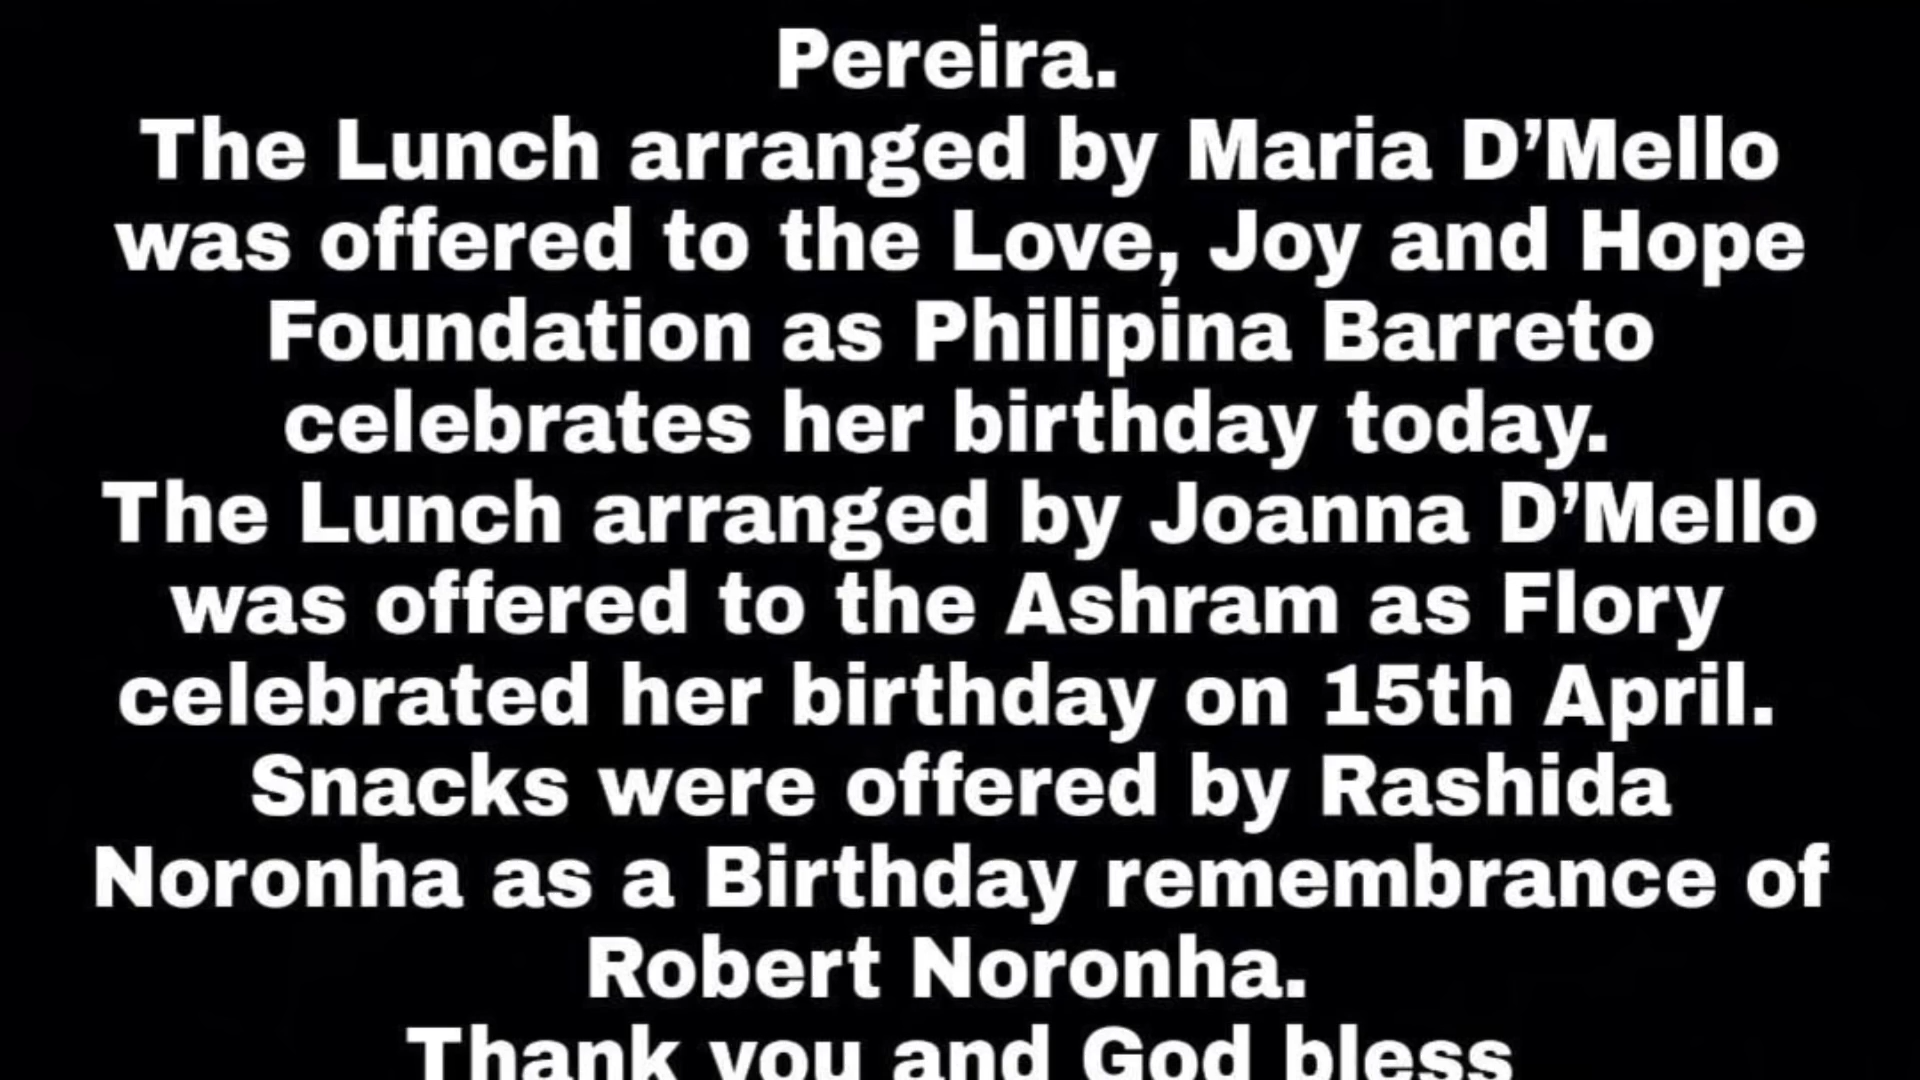 Pereira.
The Lunch arranged by Maria D’Mello
was offered to the Love, Joy and Hope
Foundation as Philipina Barreto
celebrates her birthday today.
The Lunch arranged by Joanna D’Mello
was offered to the Ashram as Flory
celebrated her birthday on 15th April.
Snacks were offered by Rashida
Noronha as a Birthday remembrance of
Robert Noronha.
Thank you and God bless